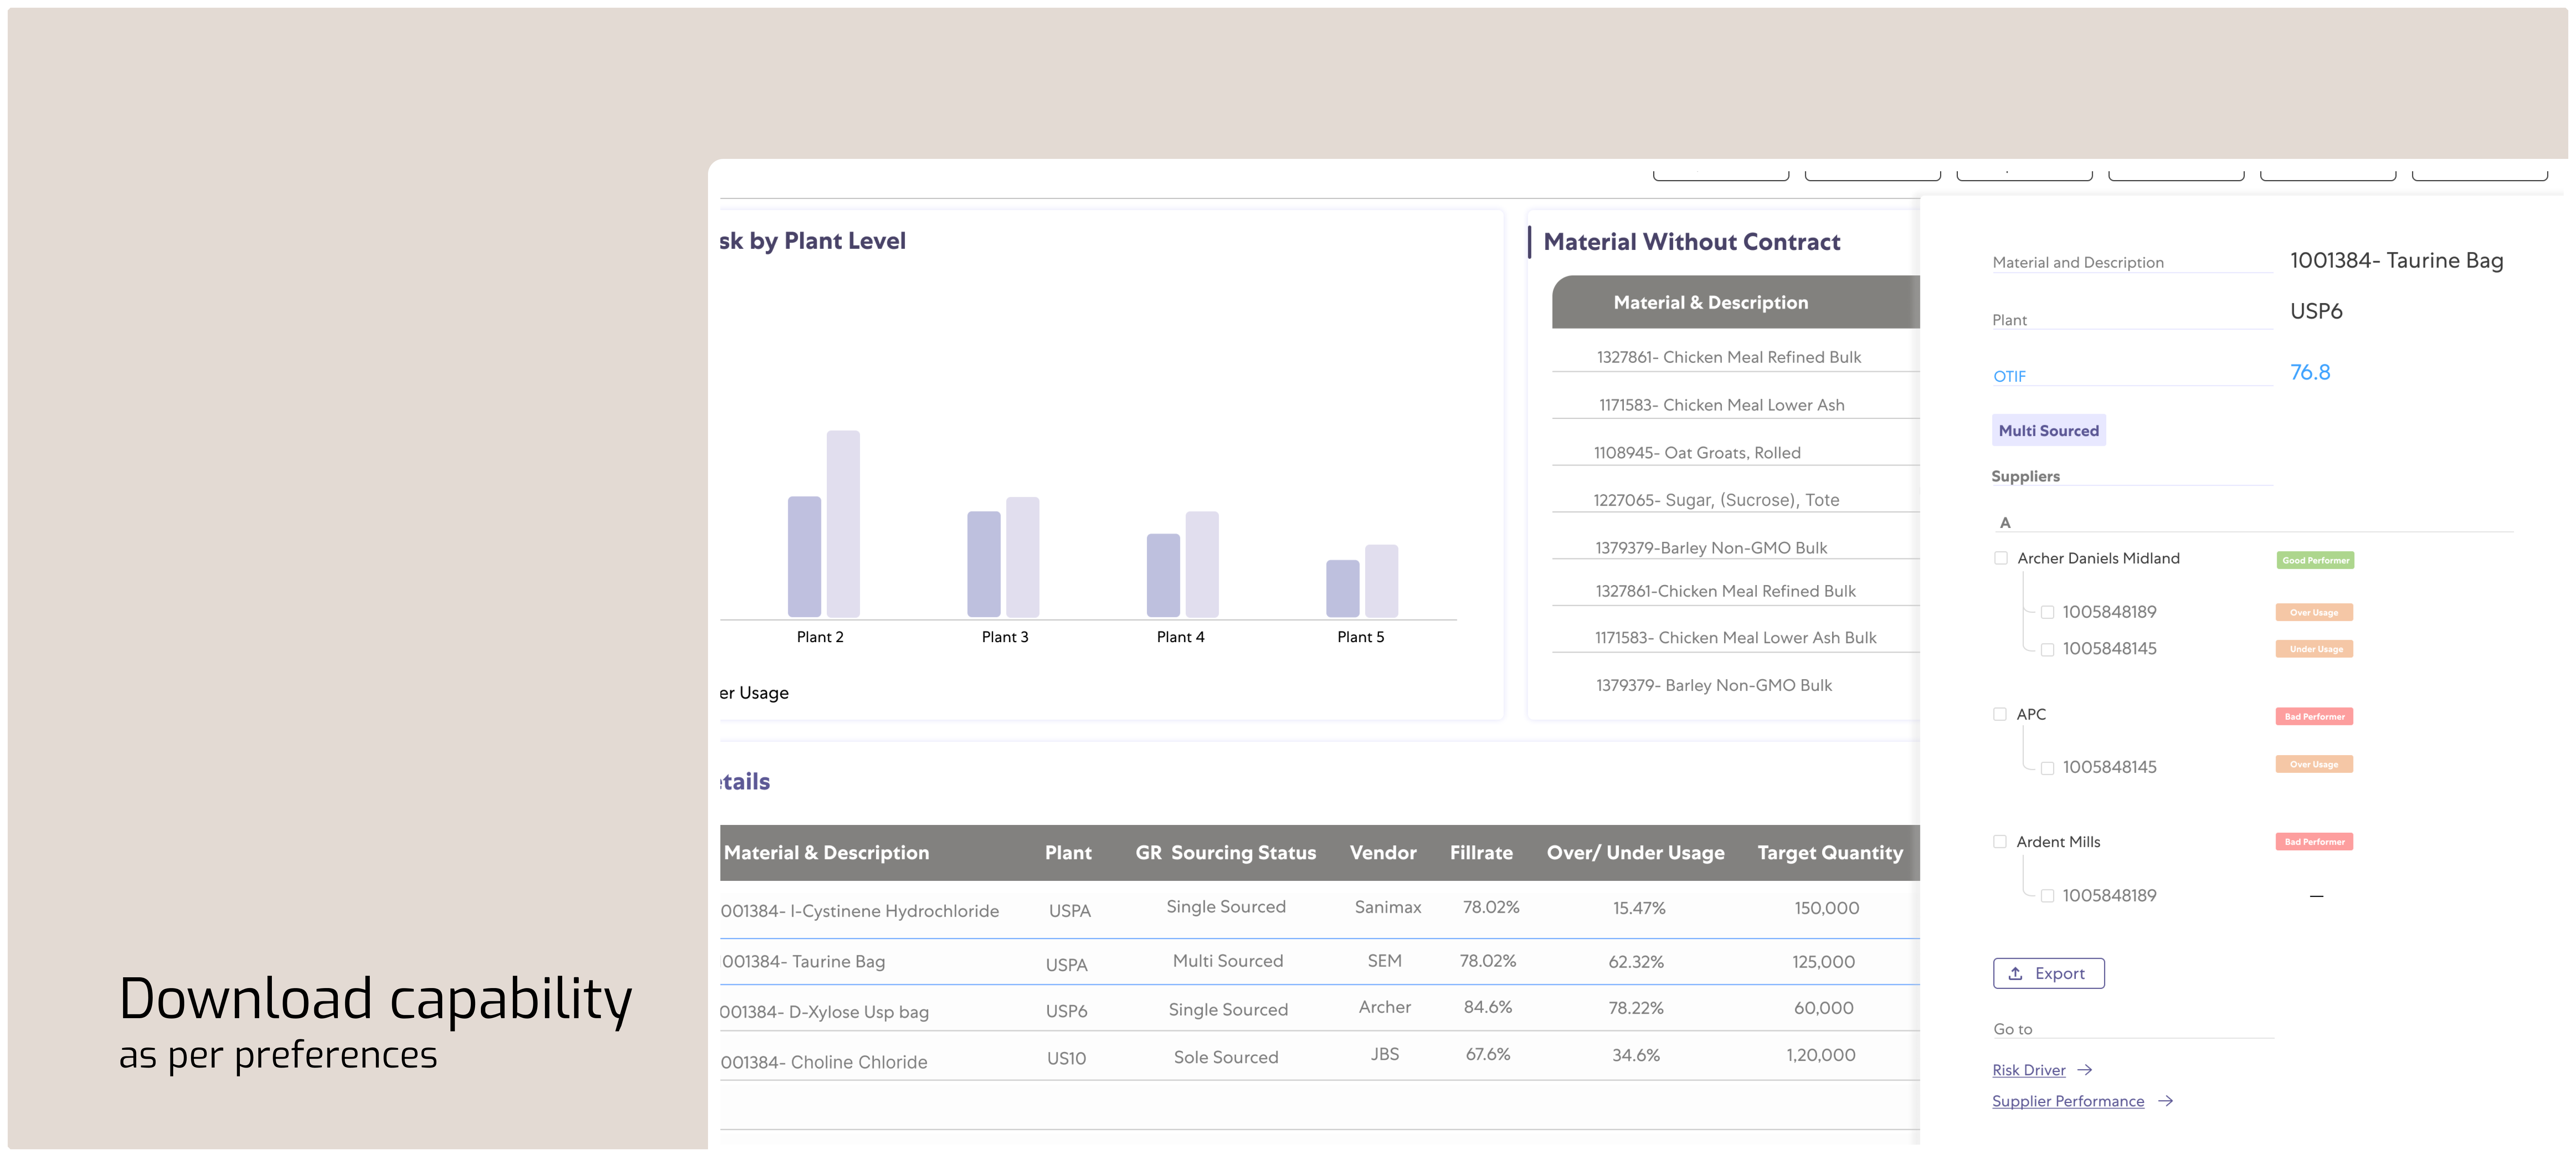 Download capability
as per preferences
sk by Plant Level
Plant 2
Plant 3
Plant 4
Plant 5
er Usage
Material Without Contract
Material & Description
1327861- Chicken Meal Refined Bulk
1171583- Chicken Meal Lower Ash
1108945- Oat Groats, Rolled
1227065- Sugar, (Sucrose), Tote
1379379-Barley Non-GMO Bulk
1327861-Chicken Meal Refined Bulk
1171583- Chicken Meal Lower Ash Bulk
1379379- Barley Non-GMO Bulk
tails
Material & Description Plant GR Sourcing Status Vendor Fillrate Over/ Under Usage Target Quantity
001384- I-Cystinene Hydrochloride USPA Single Sourced Sanimax 78.02% 15.47% 150,000
001384- Taurine Bag USPA Multi Sourced SEM 78.02% 62.32% 125,000
001384- D-Xylose Usp bag USP6 Single Sourced Archer 84.6% 78.22% 60,000
001384- Choline Chloride US10 Sole Sourced JBS 67.6% 34.6% 1,20,000
Material and Description 1001384- Taurine Bag
Plant USP6
OTIF 76.8
Multi Sourced
Suppliers
A
Archer Daniels Midland Good Performer
1005848189 Over Usage
1005848145 Under Usage
APC Bad Performer
1005848145 Over Usage
Ardent Mills Bad Performer
1005848189 —
Export
Go to
Risk Driver →
Supplier Performance →